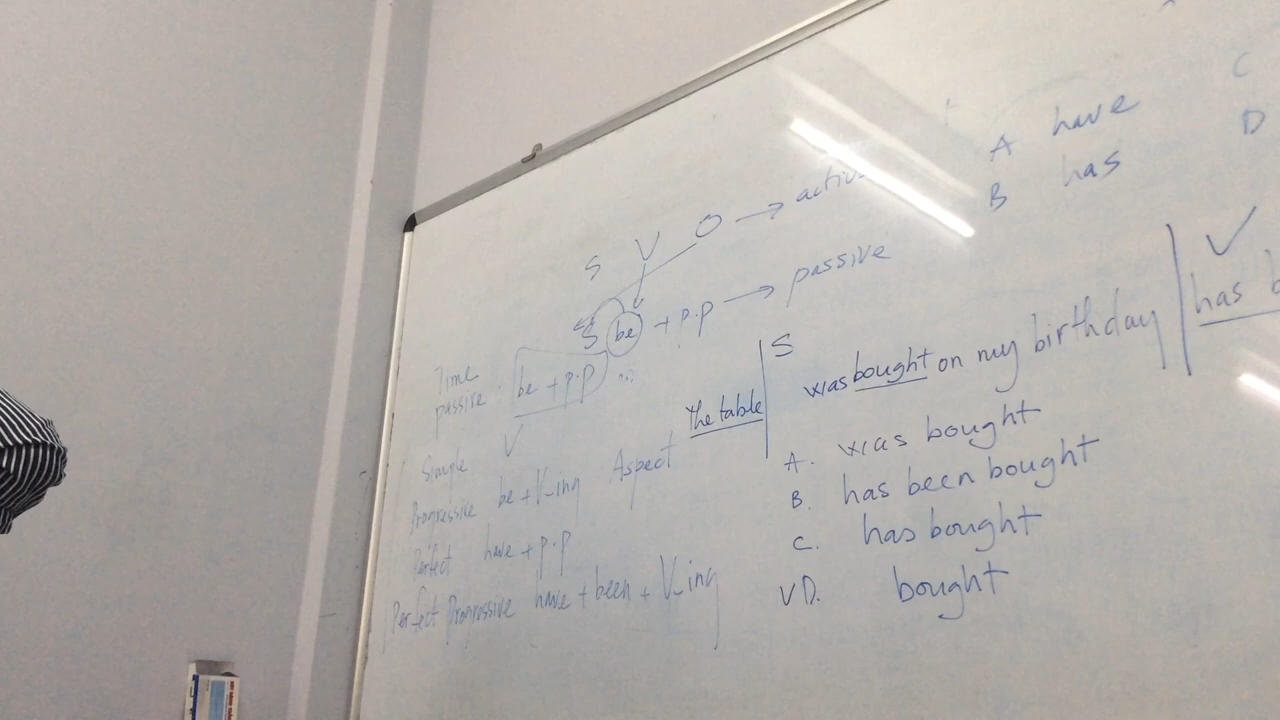 S V O → active
S be + p.p → passive
Time
passive : be + p.p
Simple V
Progressive be + V-ing Aspect
Perfect have + p.p
Perfect Progressive have + been + V-ing
A have C
B has D
The table | S was bought on my birthday | has
A. was bought
B. has been bought
C. has bought
VD. bought